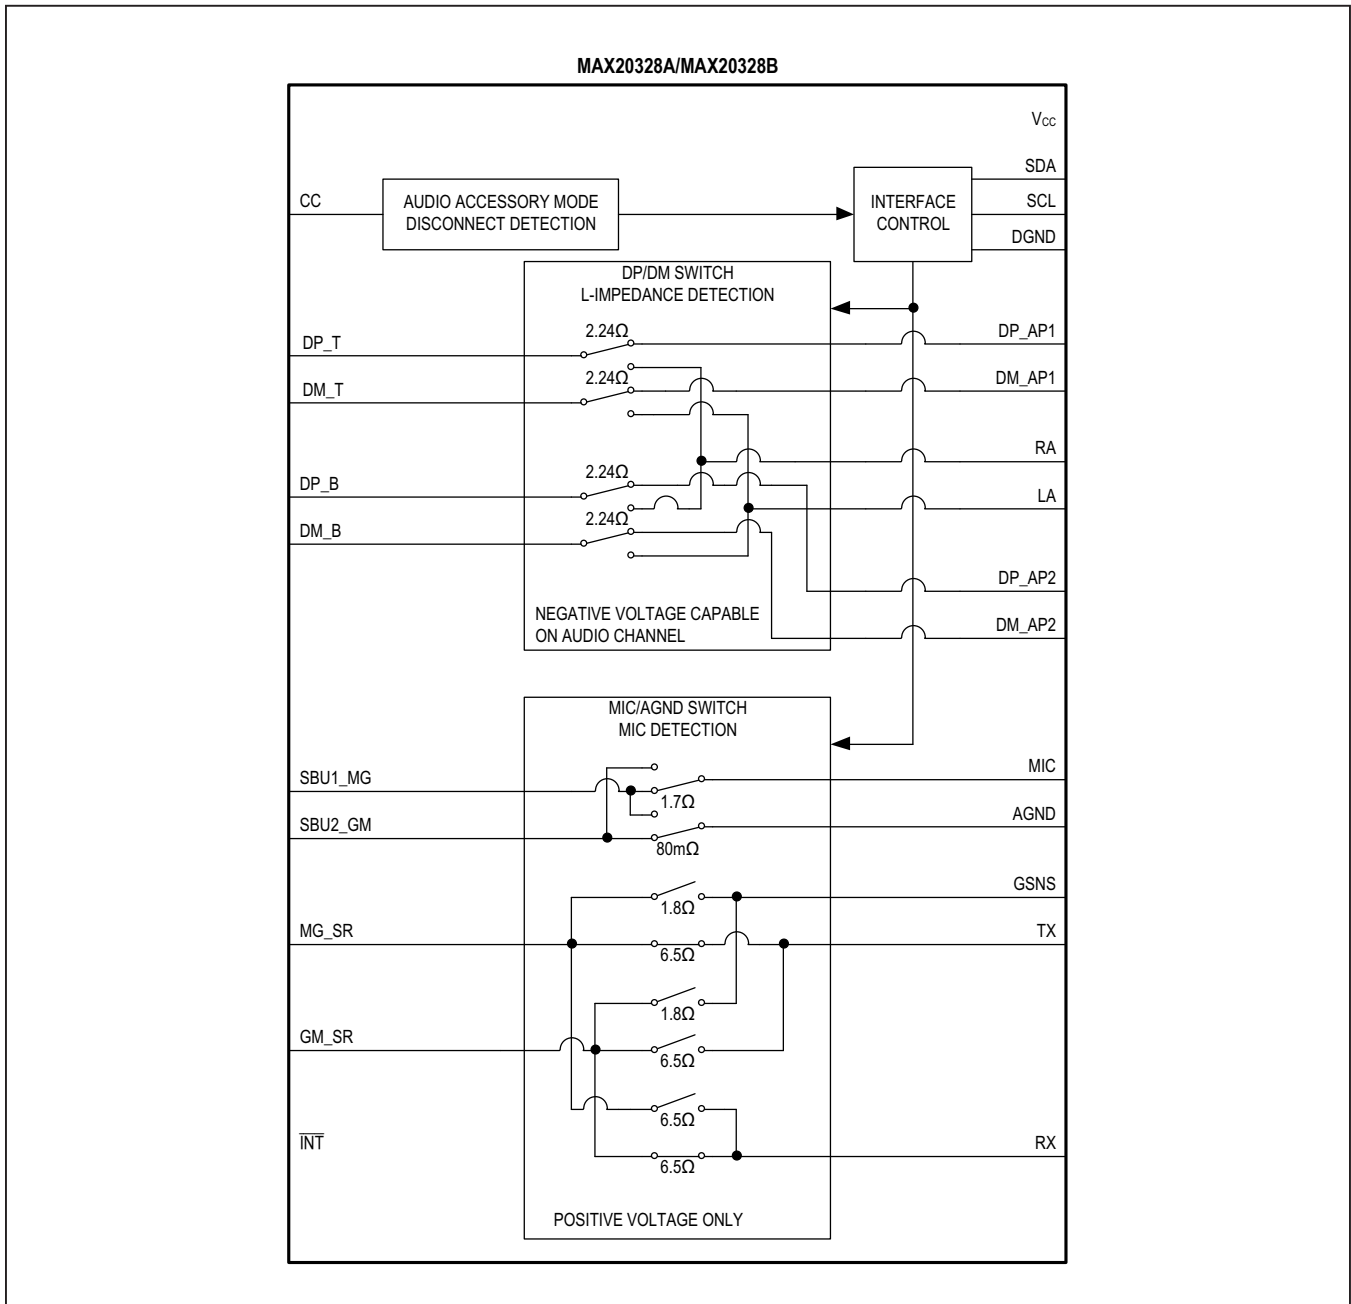 MAX20328A/MAX20328B
VCC
SDA
CC
AUDIO ACCESSORY MODE
DISCONNECT DETECTION
INTERFACE
CONTROL
SCL
DGND
DP/DM SWITCH
L-IMPEDANCE DETECTION
2.24Ω
DP_T
DP_AP1
2.24Ω
DM_T
DM_AP1
RA
2.24Ω
DP_B
LA
2.24Ω
DM_B
DP_AP2
NEGATIVE VOLTAGE CAPABLE
ON AUDIO CHANNEL
DM_AP2
MIC/AGND SWITCH
MIC DETECTION
SBU1_MG
MIC
1.7Ω
SBU2_GM
AGND
80mΩ
GSNS
1.8Ω
MG_SR
TX
6.5Ω
1.8Ω
GM_SR
6.5Ω
6.5Ω
INT
RX
6.5Ω
POSITIVE VOLTAGE ONLY